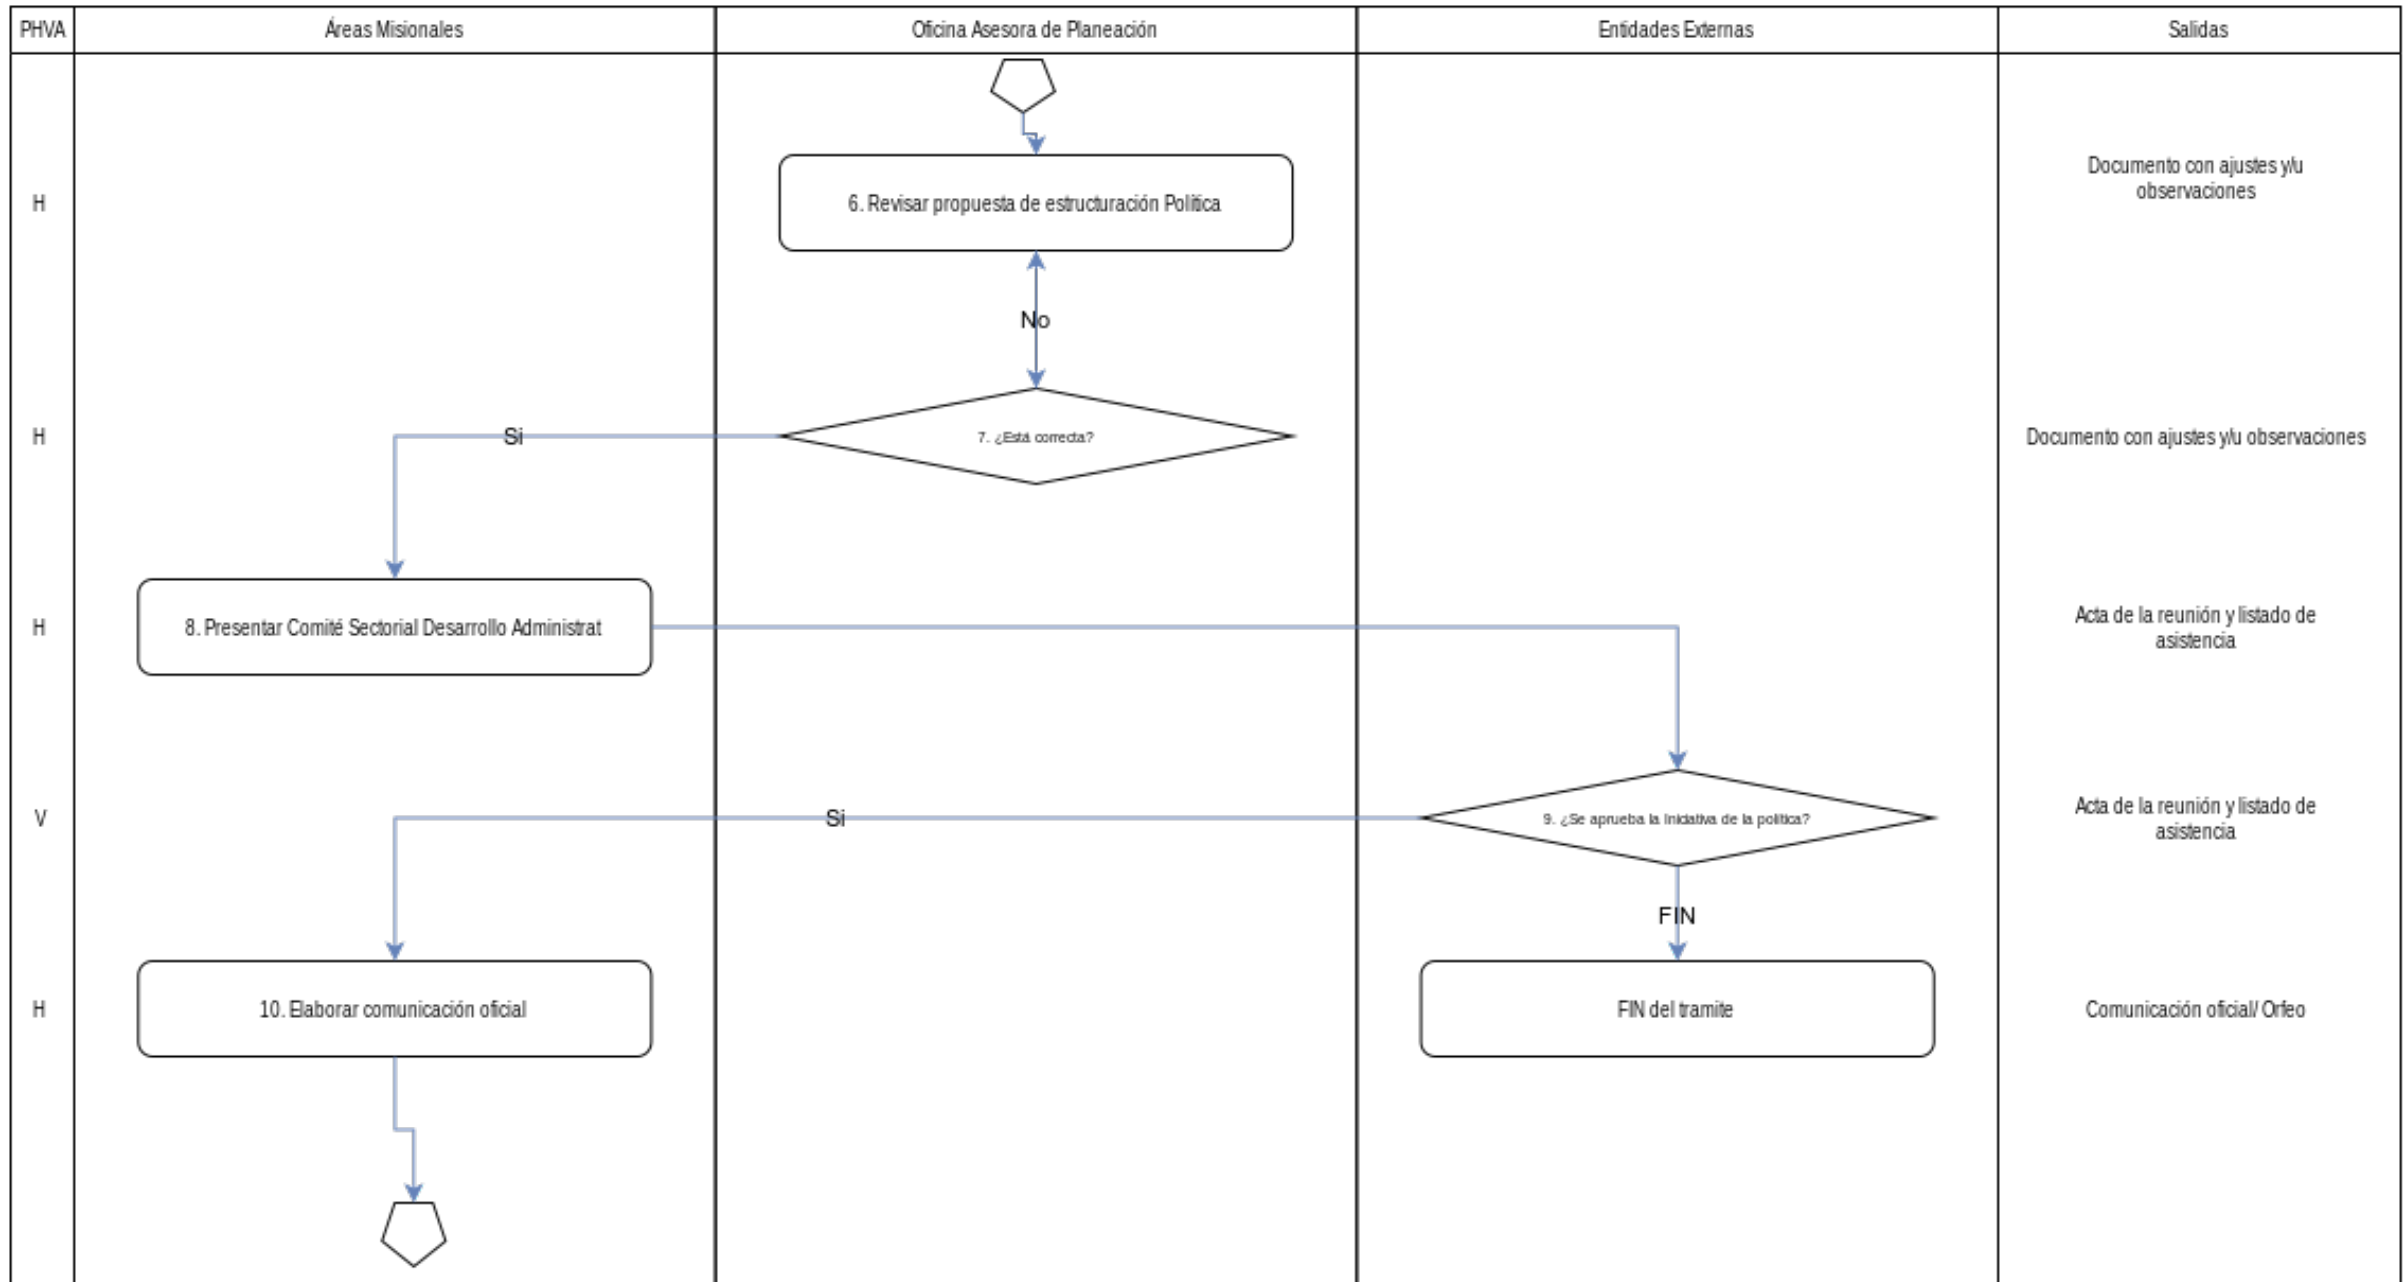 PHVA
Áreas Misionales
Oficina Asesora de Planeación
Entidades Externas
Salidas
H
6. Revisar propuesta de estructuración Política
Documento con ajustes y/u
observaciones
No
H
Si
7. ¿Está correcta?
Documento con ajustes y/u observaciones
H
8. Presentar Comité Sectorial Desarrollo Administrat
Acta de la reunión y listado de
asistencia
V
Si
9. ¿Se aprueba la Iniciativa de la política?
Acta de la reunión y listado de
asistencia
FIN
H
10. Elaborar comunicación oficial
FIN del tramite
Comunicación oficial/ Orfeo